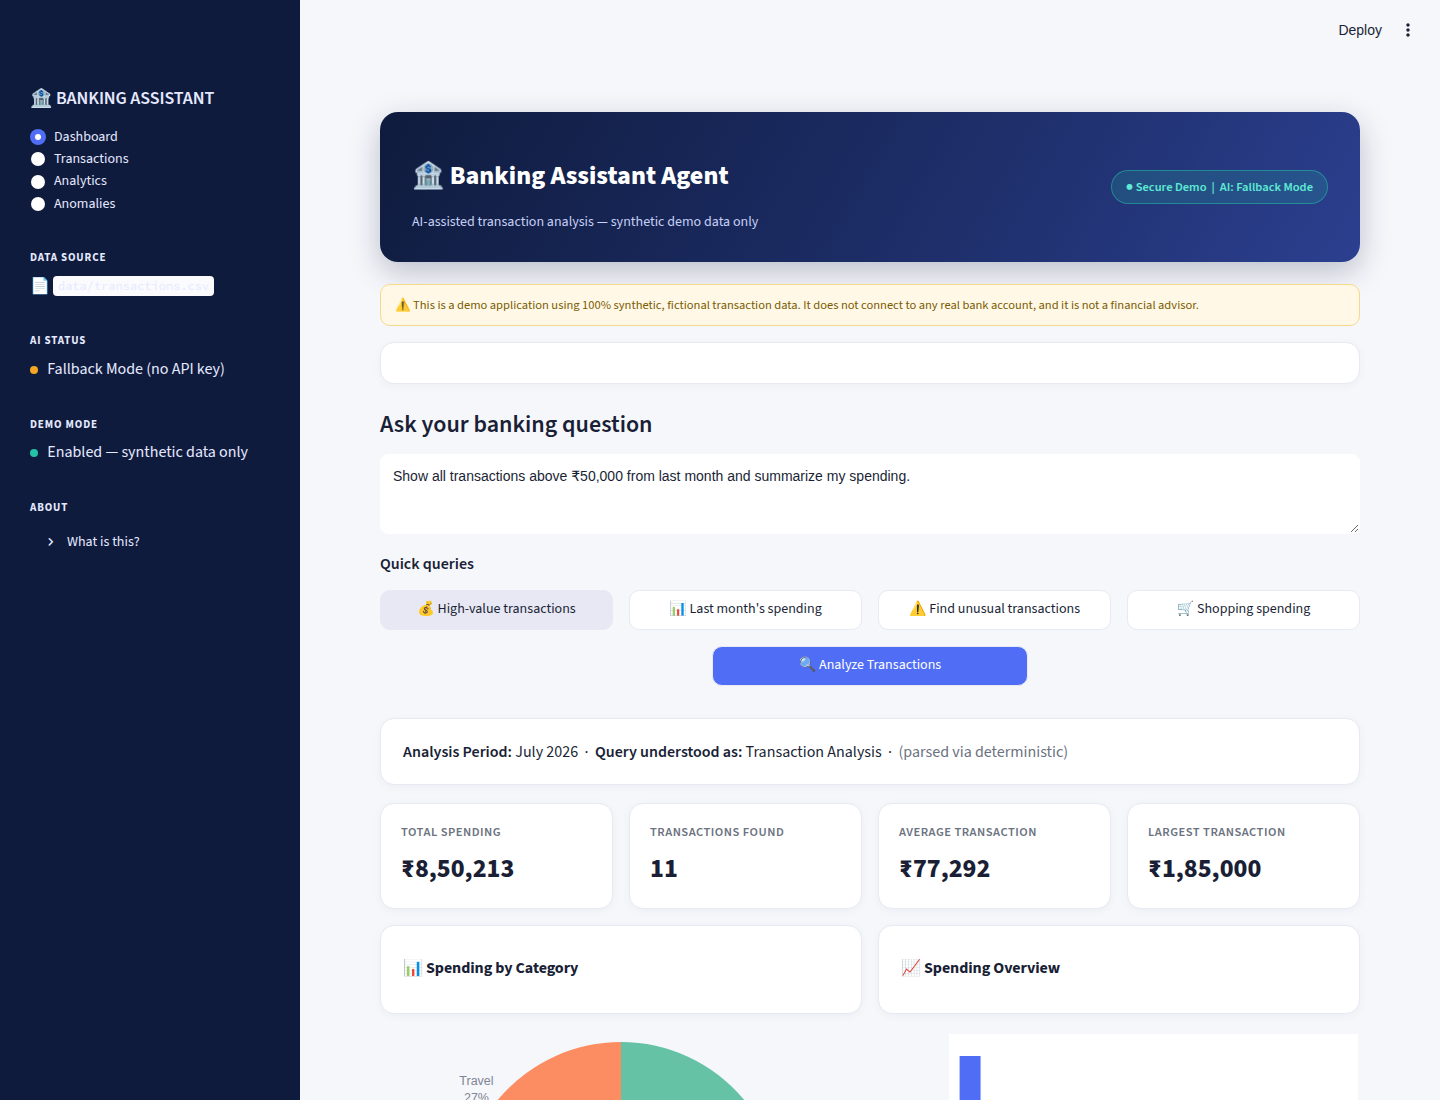 Deploy
BANKING ASSISTANT
Dashboard
Transactions
Analytics
Anomalies
DATA SOURCE
data/transactions.csv
AI STATUS
Fallback Mode (no API key)
DEMO MODE
Enabled — synthetic data only
ABOUT
What is this?
Banking Assistant Agent
AI-assisted transaction analysis — synthetic demo data only
Secure Demo | AI: Fallback Mode
This is a demo application using 100% synthetic, fictional transaction data. It does not connect to any real bank account, and it is not a financial advisor.
Ask your banking question
Show all transactions above ₹50,000 from last month and summarize my spending.
Quick queries
High-value transactions
Last month's spending
Find unusual transactions
Shopping spending
Analyze Transactions
Analysis Period: July 2026 · Query understood as: Transaction Analysis · (parsed via deterministic)
TOTAL SPENDING
₹8,50,213
TRANSACTIONS FOUND
11
AVERAGE TRANSACTION
₹77,292
LARGEST TRANSACTION
₹1,85,000
Spending by Category
Spending Overview
Travel
27%